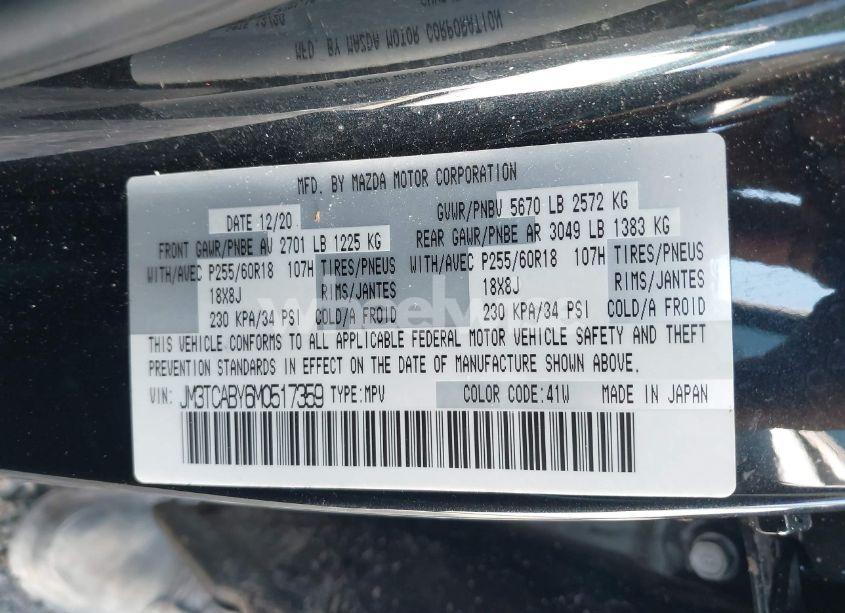 MFD. BY MAZDA MOTOR CORPORATION
DATE 12/20 GVWR/PNBV 5670 LB 2572 KG
FRONT GAWR/PNBE AV 2701 LB 1225 KG REAR GAWR/PNBE AR 3049 LB 1383 KG
WITH/AVEC P255/60R18 107H TIRES/PNEUS WITH/AVEC P255/60R18 107H TIRES/PNEUS
18X8J RIMS/JANTES 18X8J RIMS/JANTES
230 KPA/34 PSI COLD/A FROID 230 KPA/34 PSI COLD/A FROID
THIS VEHICLE CONFORMS TO ALL APPLICABLE FEDERAL MOTOR VEHICLE SAFETY AND THEFT
PREVENTION STANDARDS IN EFFECT ON THE DATE OF MANUFACTURE SHOWN ABOVE.
VIN: JM3TCABY6M0517359 TYPE:MPV COLOR CODE:41W MADE IN JAPAN